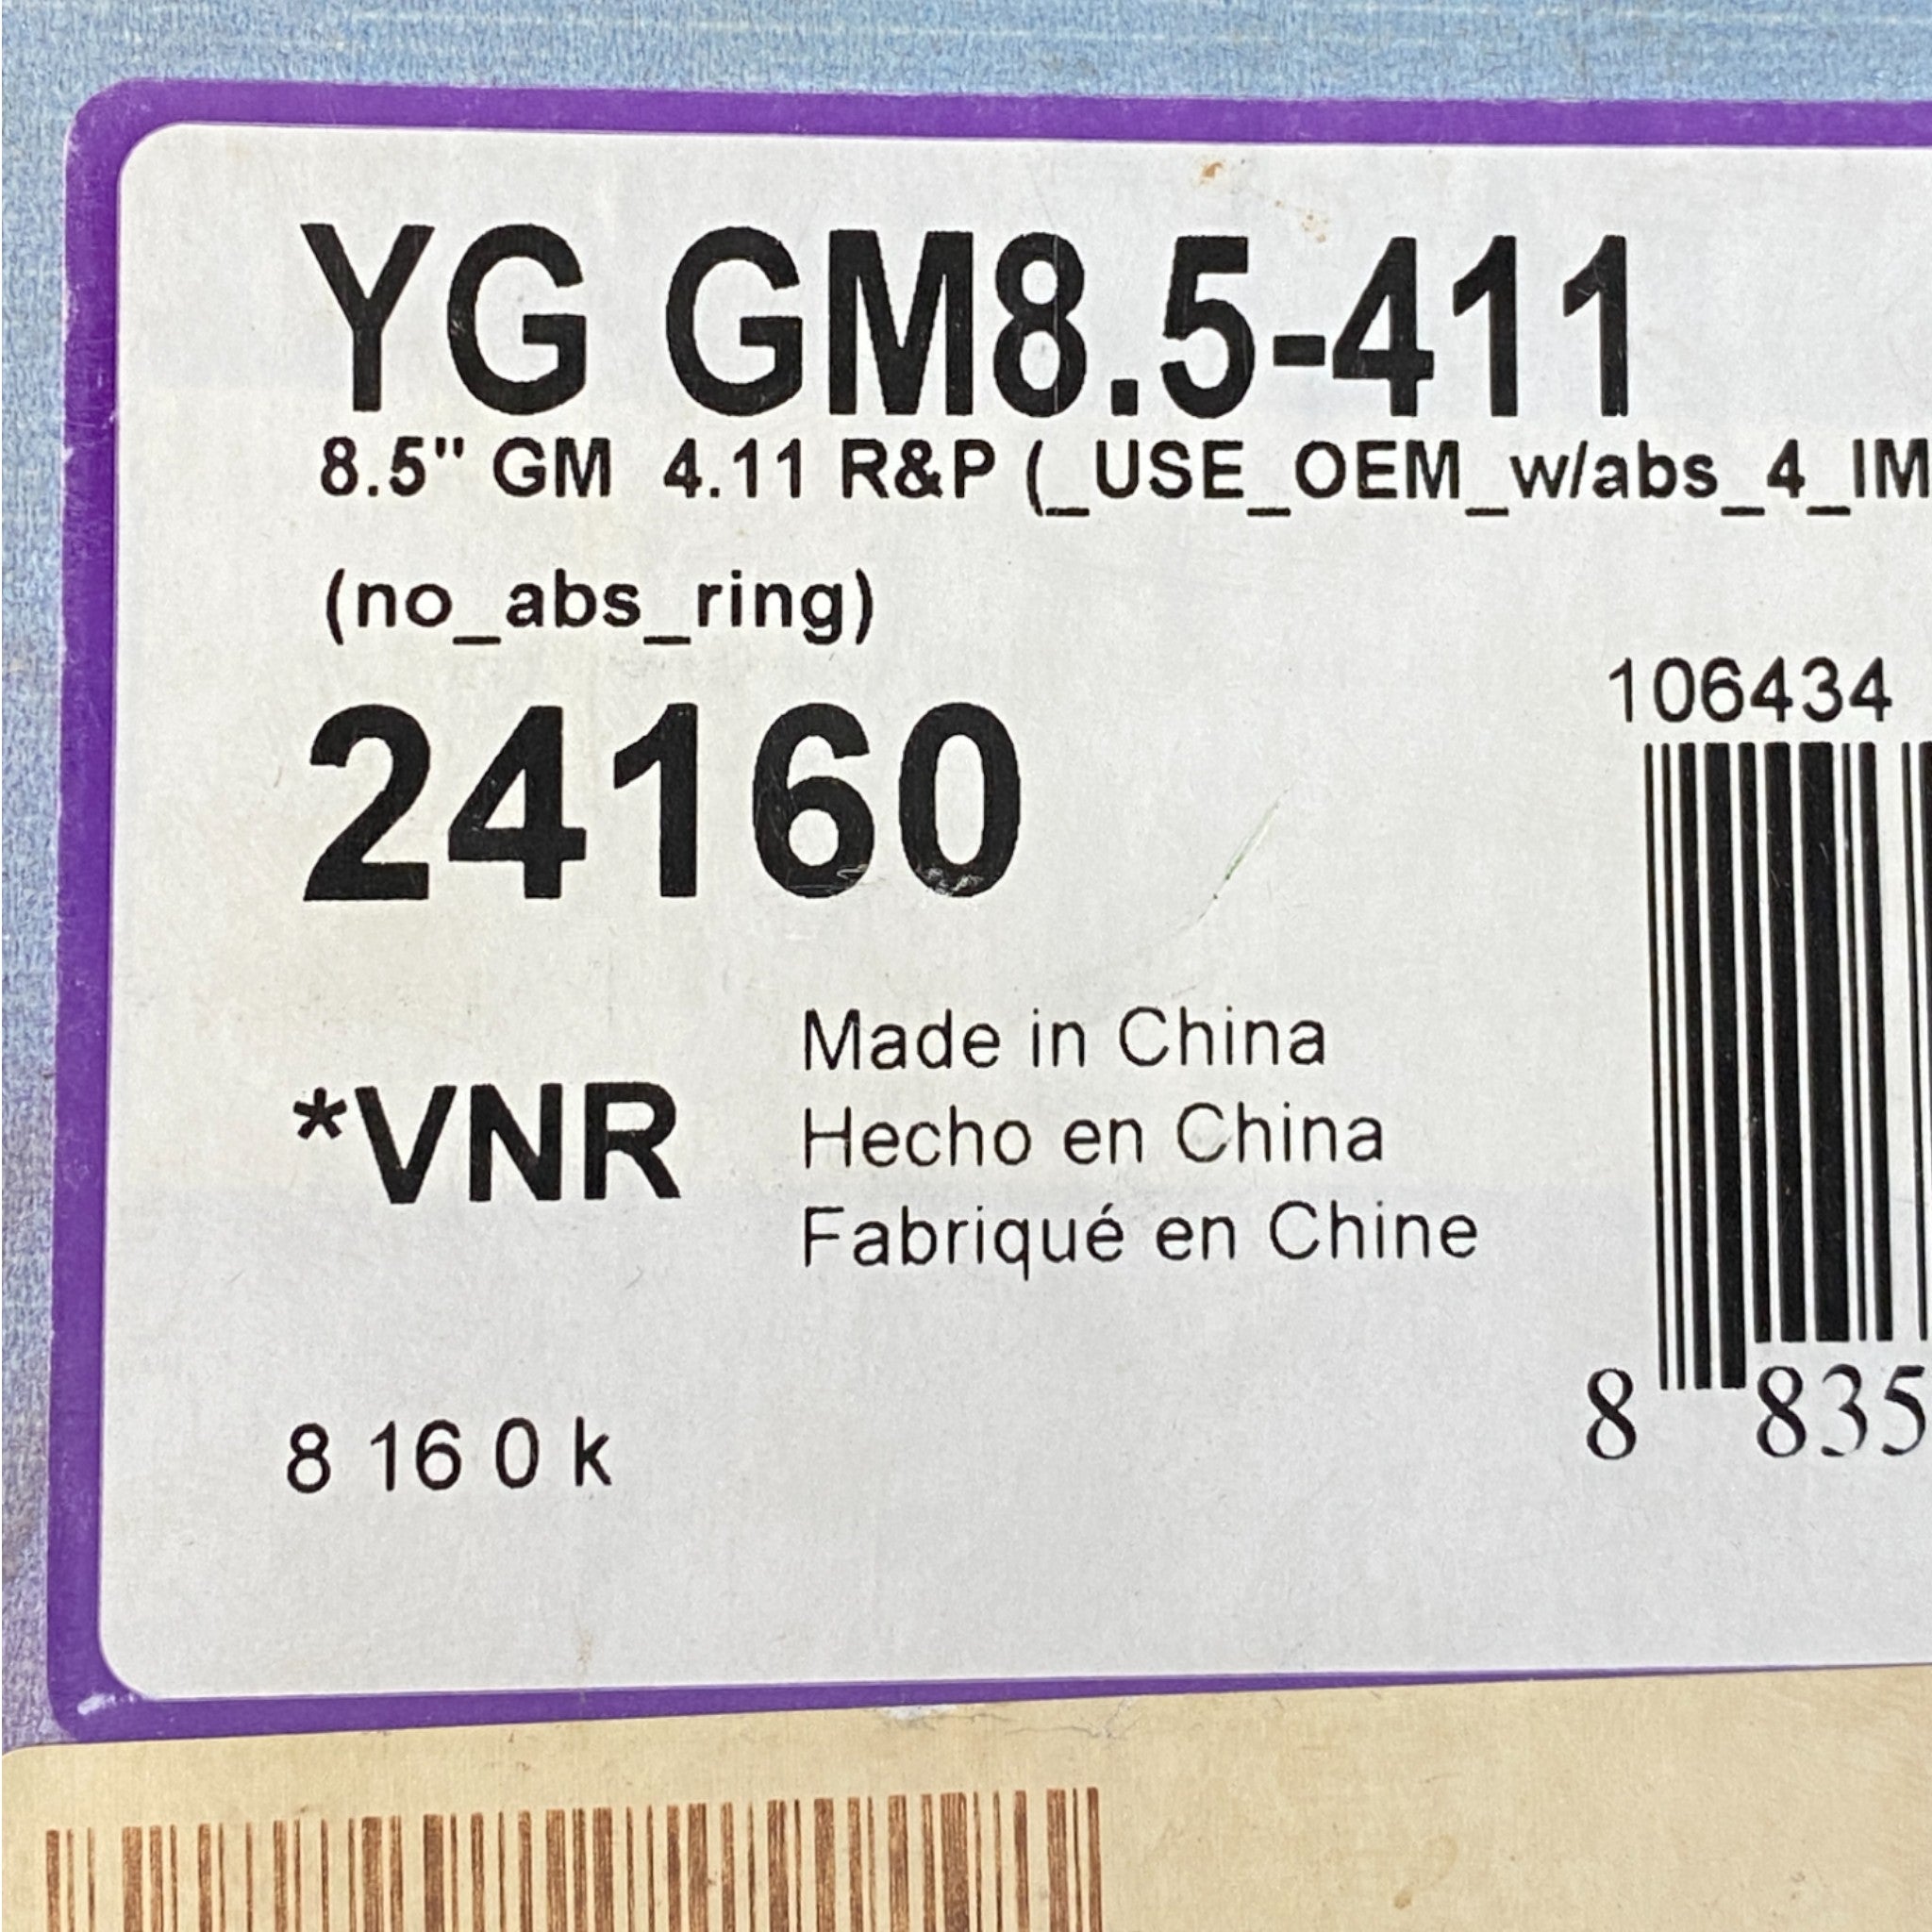 YG GM8.5-411
8.5" GM 4.11 R&P (_USE_OEM_w/abs_4_IM
(no_abs_ring)
106434
24160
Made in China
*VNR
Hecho en China
Fabriqué en Chine
8 835
8 16 0 k